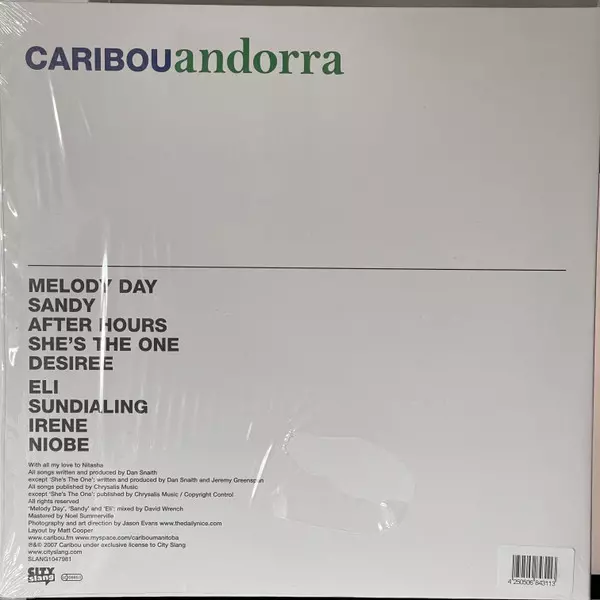 CARIBOUandorra
MELODY DAY
SANDY
AFTER HOURS
SHE'S THE ONE
DESIREE
ELI
SUNDIALING
IRENE
NIOBE
With all my love to Nitasha
All songs written and produced by Dan Snaith
except 'She's The One': written and produced by Dan Snaith and Jeremy Greenspan
All songs published by Chrysalis Music
except 'She's The One': published by Chrysalis Music / Copyright Control
All rights reserved
'Melody Day', 'Sandy' and 'Eli': mixed by David Wrench
Mastered by Noel Summerville
Photography and art direction by Jason Evans www.thedailynice.com
Layout by Matt Cooper
www.caribou.fm www.myspace.com/cariboumanitoba
℗&© 2007 Caribou under exclusive license to City Slang
www.cityslang.com
SLANG1047961
CITY
slang
4 250506 843113